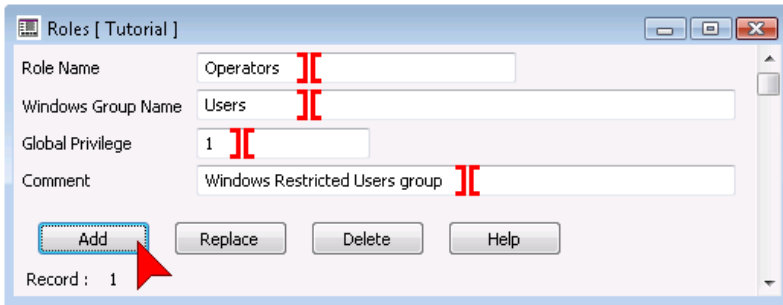 Roles [ Tutorial ]
Role Name Operators
Windows Group Name Users
Global Privilege 1
Comment Windows Restricted Users group
Add Replace Delete Help
Record : 1